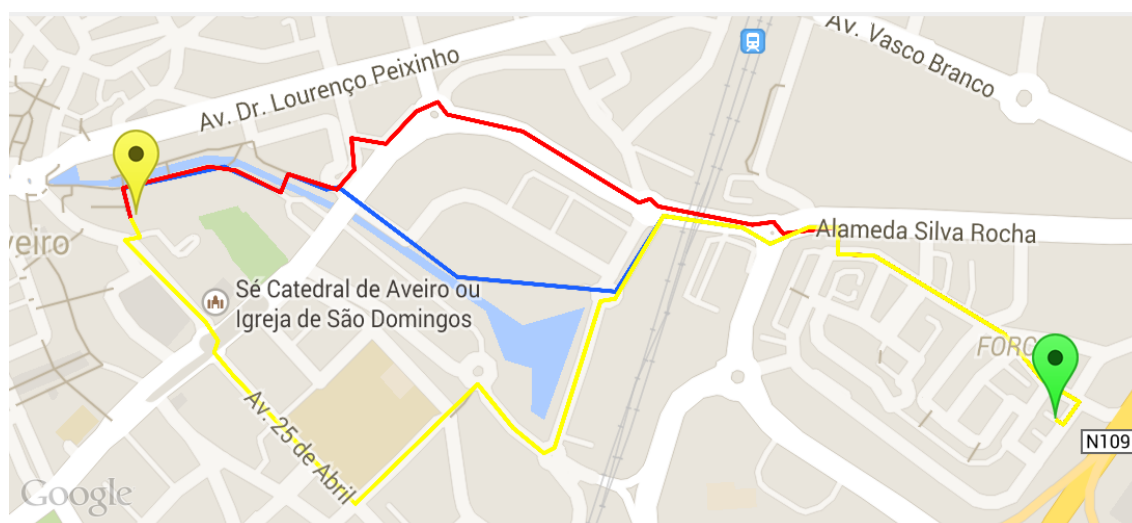 Av. Dr. Lourenço Peixinho
Av. Vasco Branco
Alameda Silva Rocha
veiro
Sé Catedral de Aveiro ou
Igreja de São Domingos
FORC
Av. 25 de Abril
N109
Google